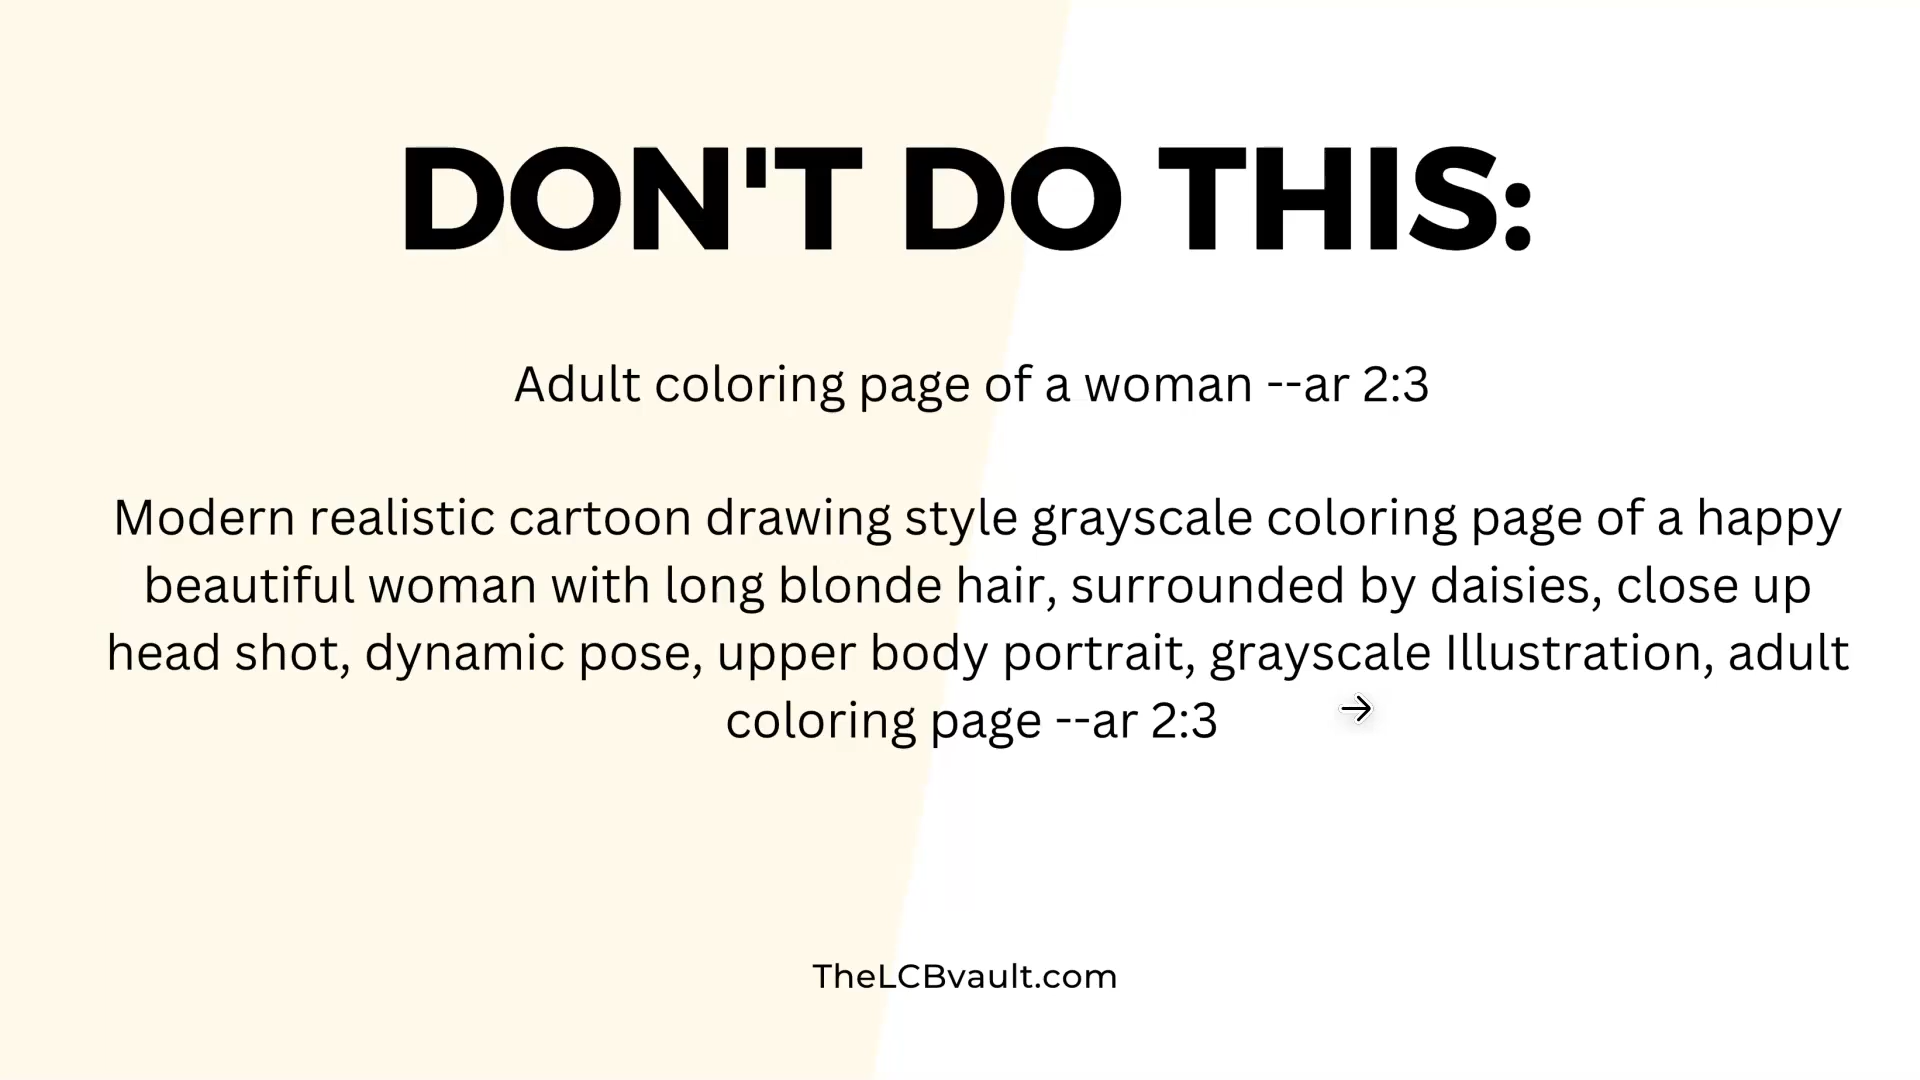 DON'T DO THIS:
Adult coloring page of a woman --ar 2:3
Modern realistic cartoon drawing style grayscale coloring page of a happy
beautiful woman with long blonde hair, surrounded by daisies, close up
head shot, dynamic pose, upper body portrait, grayscale Illustration, adult
coloring page --ar 2:3
TheLCBvault.com